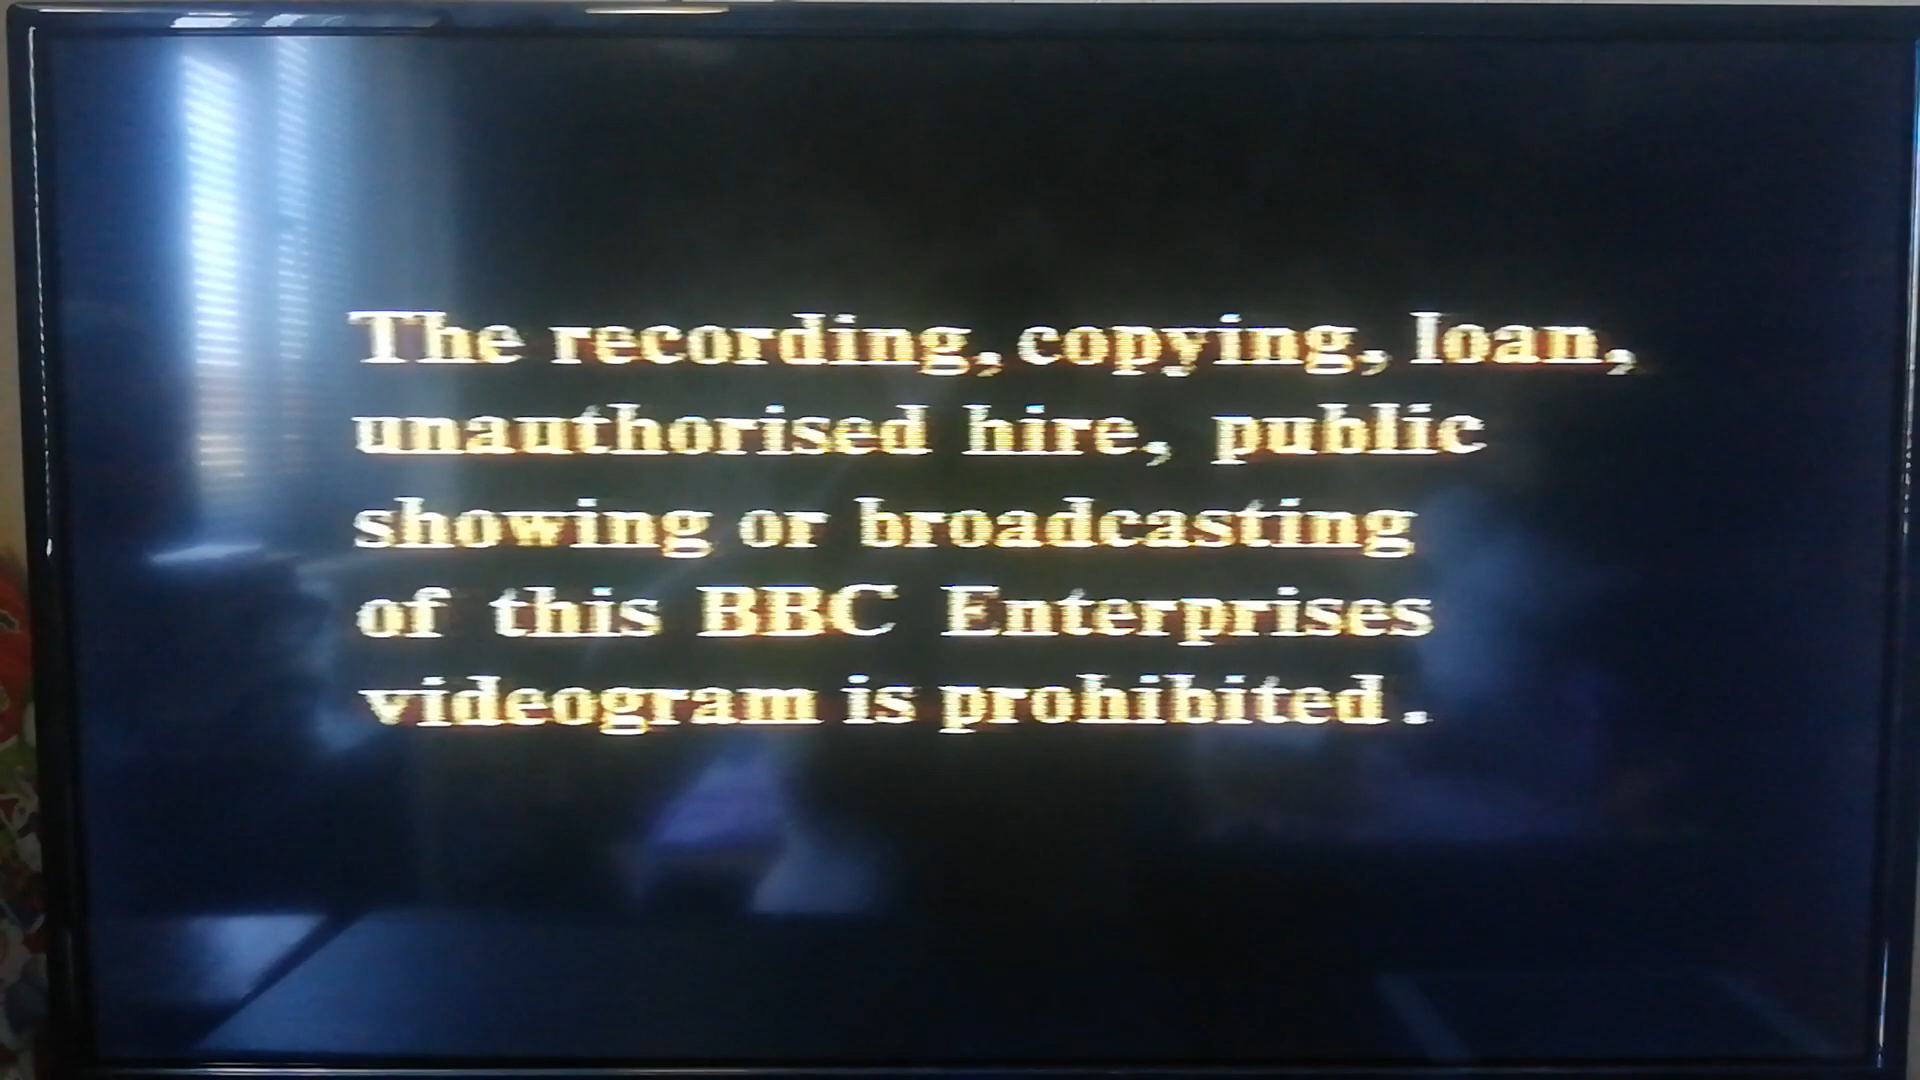 The recording, copying, loan,
unauthorised hire, public
showing or broadcasting
of this BBC Enterprises
videogram is prohibited.